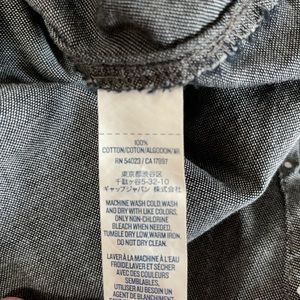 100%
COTTON/COTON/ALGODON/棉
RN 54023 / CA 17897
東京都渋谷区
千駄ヶ谷5-32-10
ギャップジャパン株式会社
MACHINE WASH COLD, WASH
AND DRY WITH LIKE COLORS,
ONLY NON-CHLORINE
BLEACH WHEN NEEDED,
TUMBLE DRY LOW, WARM IRON
DO NOT DRY CLEAN
LAVER À LA MACHINE À L'EAU
FROIDE/LAVER ET SÉCHER
AVEC DES COULEURS
SEMBLABLES,
UTILISER AU BESOIN UN
AGENT DE BLANCHIMENT